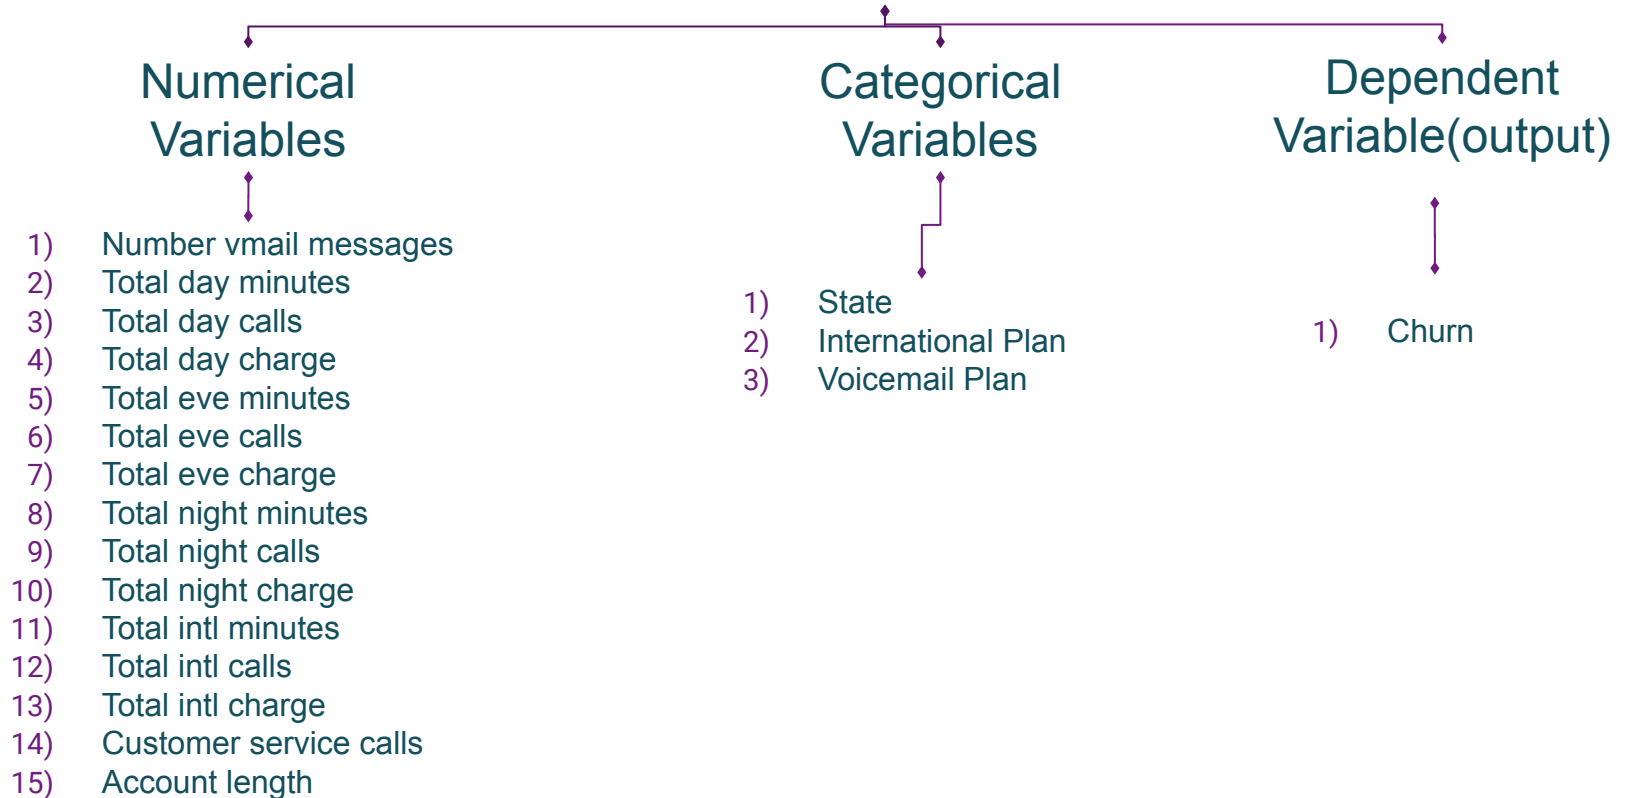 Numerical
Variables
1) Number vmail messages
2) Total day minutes
3) Total day calls
4) Total day charge
5) Total eve minutes
6) Total eve calls
7) Total eve charge
8) Total night minutes
9) Total night calls
10) Total night charge
11) Total intl minutes
12) Total intl calls
13) Total intl charge
14) Customer service calls
15) Account length
Categorical
Variables
1) State
2) International Plan
3) Voicemail Plan
Dependent
Variable(output)
1) Churn